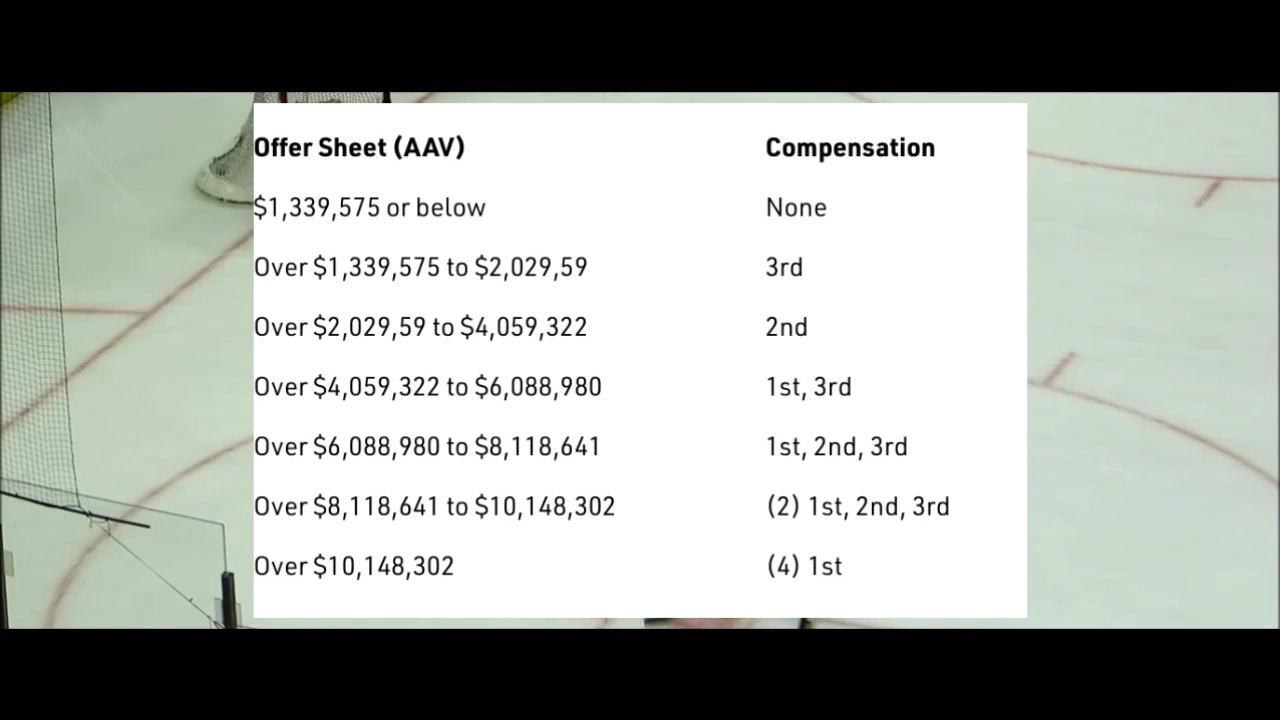 Offer Sheet (AAV) Compensation
$1,339,575 or below None
Over $1,339,575 to $2,029,59 3rd
Over $2,029,59 to $4,059,322 2nd
Over $4,059,322 to $6,088,980 1st, 3rd
Over $6,088,980 to $8,118,641 1st, 2nd, 3rd
Over $8,118,641 to $10,148,302 (2) 1st, 2nd, 3rd
Over $10,148,302 (4) 1st